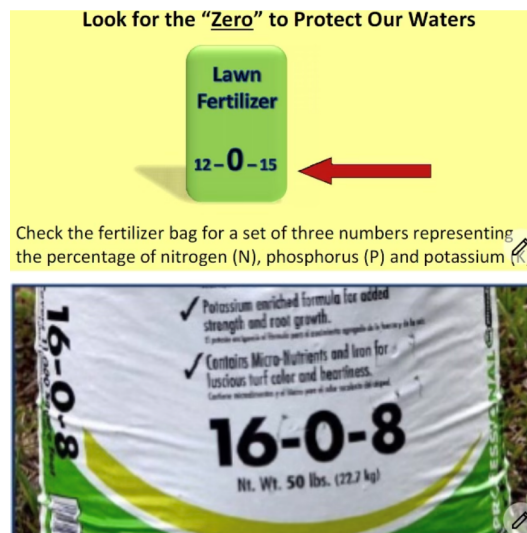 Look for the “Zero” to Protect Our Waters
Lawn
Fertilizer
12–0–15
Check the fertilizer bag for a set of three numbers representing
the percentage of nitrogen (N), phosphorus (P) and potassium (K
16-0-8
Potassium enriched formula for added
strength and root growth.
Contains Micro-Nutrients and Iron for
luscious turf color and heartiness.
16-0-8
Nt. Wt. 50 lbs. (22.7 kg)
PROFESSIONAL